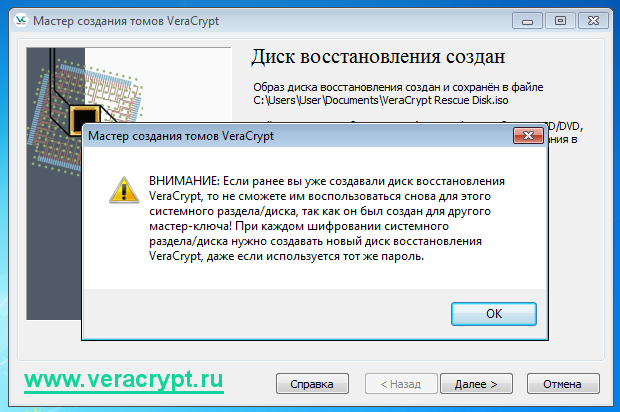 Мастер создания томов VeraCrypt
Диск восстановления создан
Образ диска восстановления создан и сохранён в файле
C:\Users\User\Documents\VeraCrypt Rescue Disk.iso
CD/DVD,
Мастер создания томов VeraCrypt
ВНИМАНИЕ: Если ранее вы уже создавали диск восстановления
VeraCrypt, то не сможете им воспользоваться снова для этого
системного раздела/диска, так как он был создан для другого
мастер-ключа! При каждом шифровании системного
раздела/диска нужно создавать новый диск восстановления
VeraCrypt, даже если используется тот же пароль.
OK
www.veracrypt.ru
Справка
< Назад
Далее >
Отмена